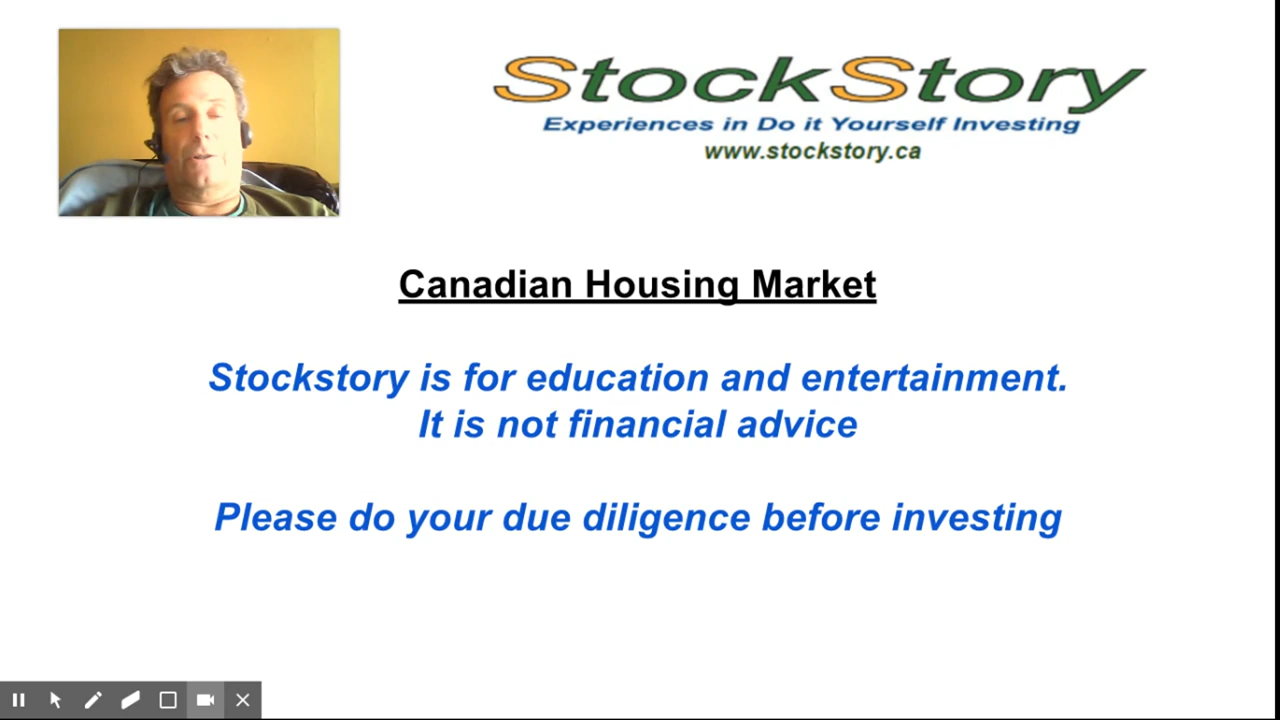 StockStory
Experiences in Do it Yourself Investing
www.stockstory.ca
Canadian Housing Market
Stockstory is for education and entertainment.
It is not financial advice
Please do your due diligence before investing